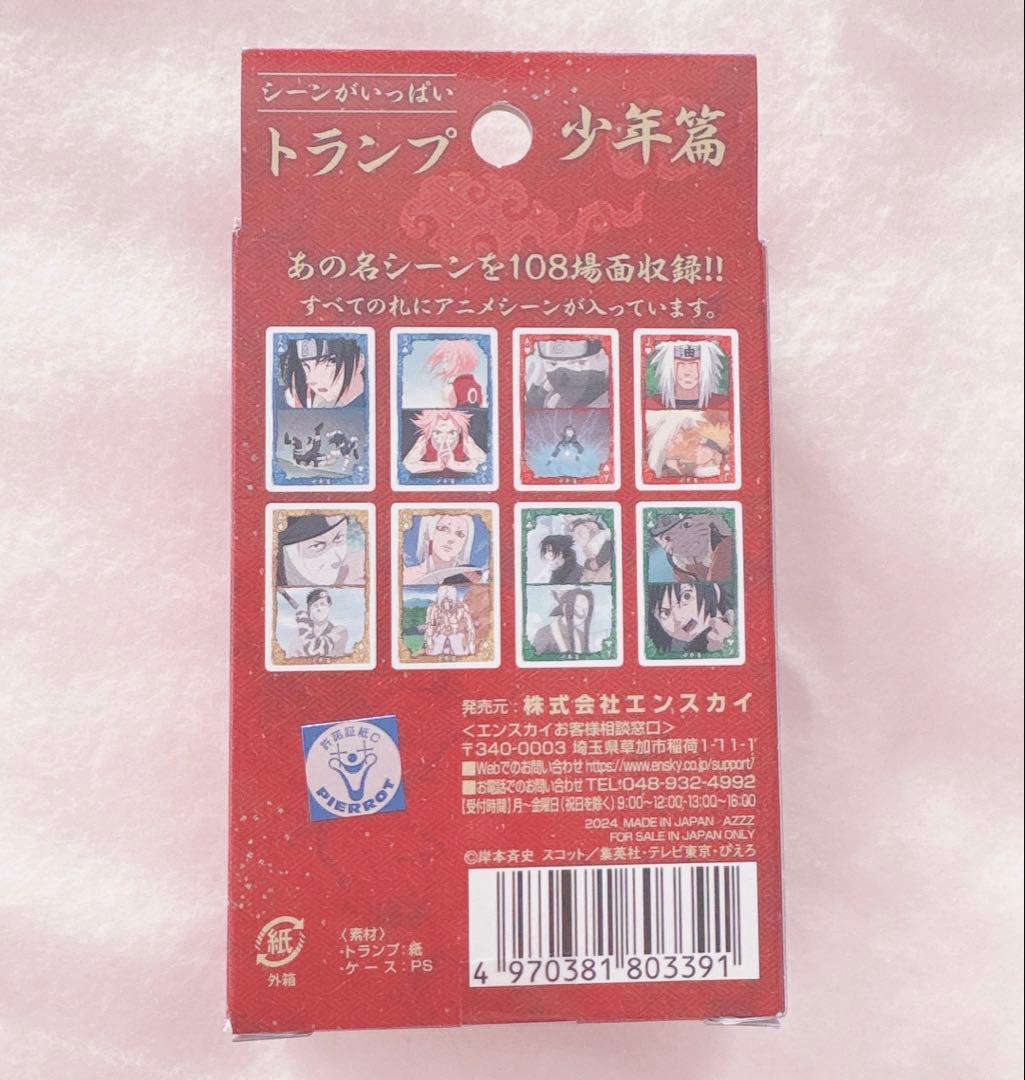 シーンがいっぱい
トランプ
少年篇
あの名シーンを108場面収録!!
すべての札にアニメシーンが入っています。
油
発売元：株式会社エンスカイ
＜エンスカイお客様相談窓口＞
〒340-0003 埼玉県草加市稲荷1-11-1
■Webでのお問い合わせ https://www.ensky.co.jp/support/
■お電話でのお問い合わせ TEL:048-932-4992
【受付時間】月～金曜日(祝日を除く) 9:00～12:00・13:00～16:00
2024 MADE IN JAPAN AZZZ
FOR SALE IN JAPAN ONLY
©岸本斉史 スコット／集英社・テレビ東京・ぴえろ
許諾証紙C
PIERROT
紙
外箱
〈素材〉
・トランプ：紙
・ケース：PS
4 970381 803391